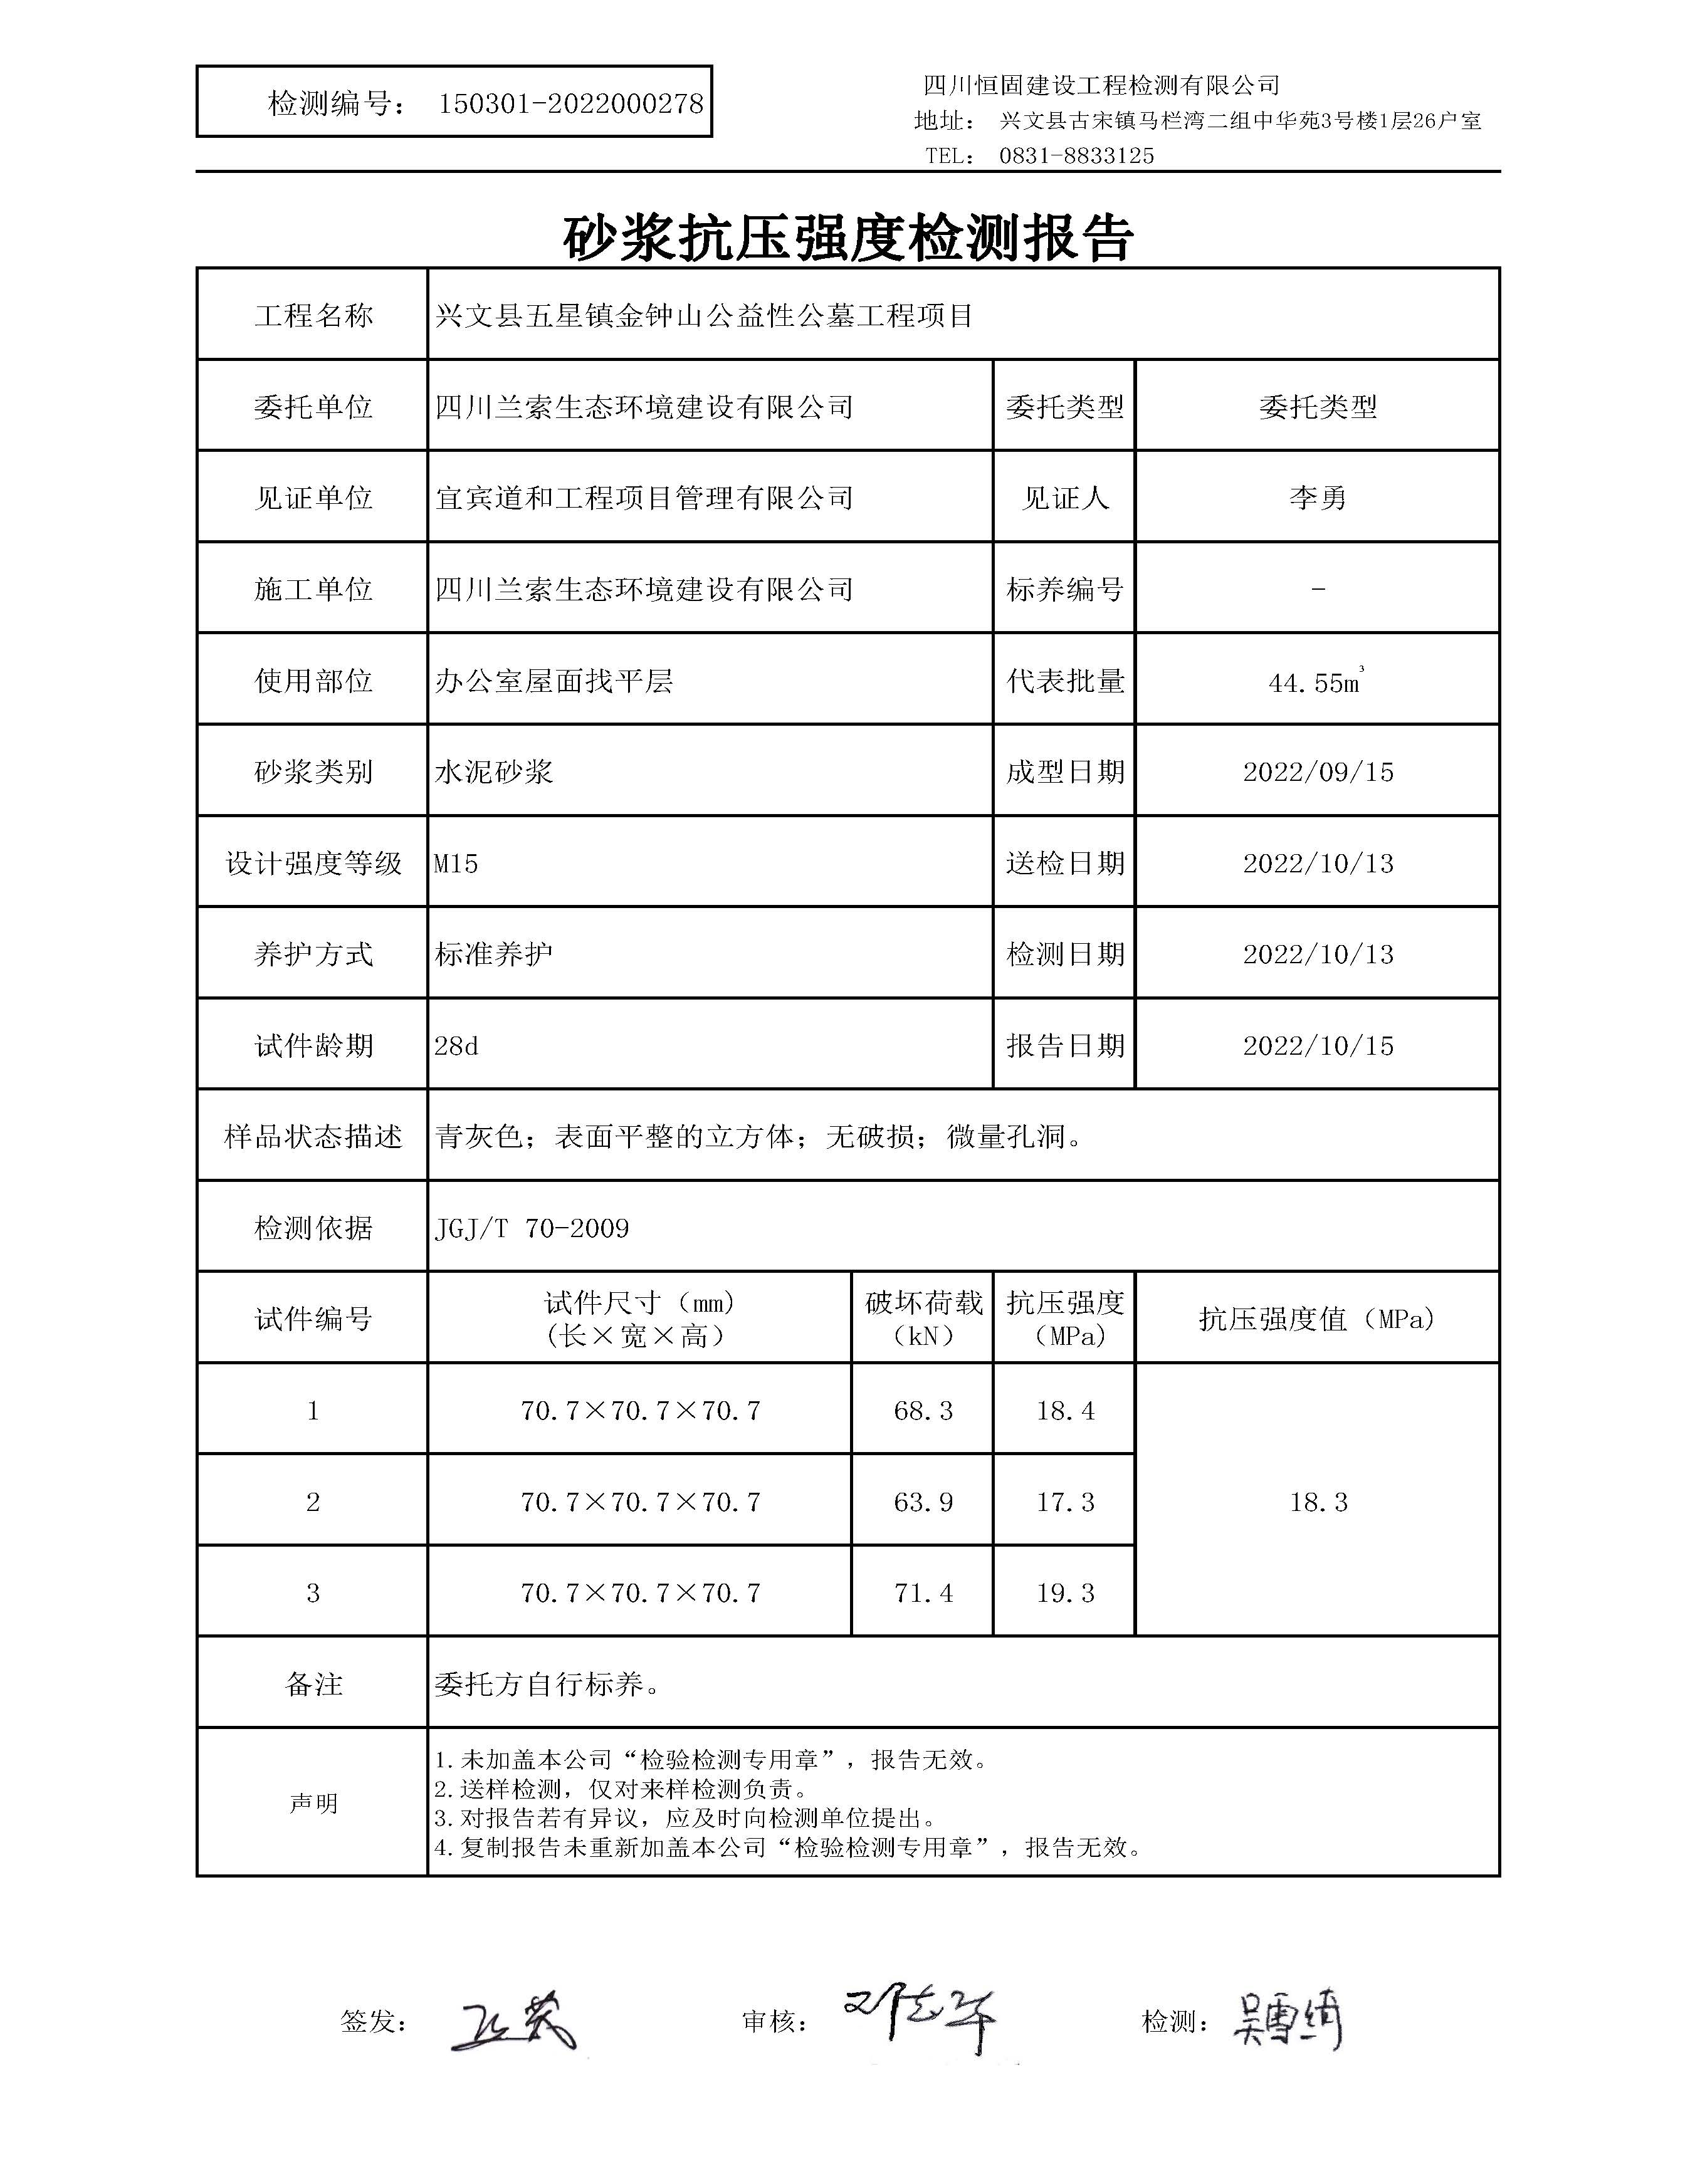 检测编号： 150301-2022000278
四川恒固建设工程检测有限公司
地址： 兴文县古宋镇马栏湾二组中华苑3号楼1层26户室
TEL： 0831-8833125
砂浆抗压强度检测报告
工程名称 兴文县五星镇金钟山公益性公墓工程项目
委托单位 四川兰索生态环境建设有限公司 委托类型 委托类型
见证单位 宜宾道和工程项目管理有限公司 见证人 李勇
施工单位 四川兰索生态环境建设有限公司 标养编号 -
使用部位 办公室屋面找平层 代表批量 44.55m³
砂浆类别 水泥砂浆 成型日期 2022/09/15
设计强度等级 M15 送检日期 2022/10/13
养护方式 标准养护 检测日期 2022/10/13
试件龄期 28d 报告日期 2022/10/15
样品状态描述 青灰色；表面平整的立方体；无破损；微量孔洞。
检测依据 JGJ/T 70-2009
试件编号 试件尺寸（mm) (长×宽×高） 破坏荷载（kN） 抗压强度（MPa) 抗压强度值（MPa)
1 70.7×70.7×70.7 68.3 18.4
2 70.7×70.7×70.7 63.9 17.3 18.3
3 70.7×70.7×70.7 71.4 19.3
备注 委托方自行标养。
声明
1.未加盖本公司“检验检测专用章”，报告无效。
2.送样检测，仅对来样检测负责。
3.对报告若有异议，应及时向检测单位提出。
4.复制报告未重新加盖本公司“检验检测专用章”，报告无效。
签发： 审核： 检测：吴雪绮